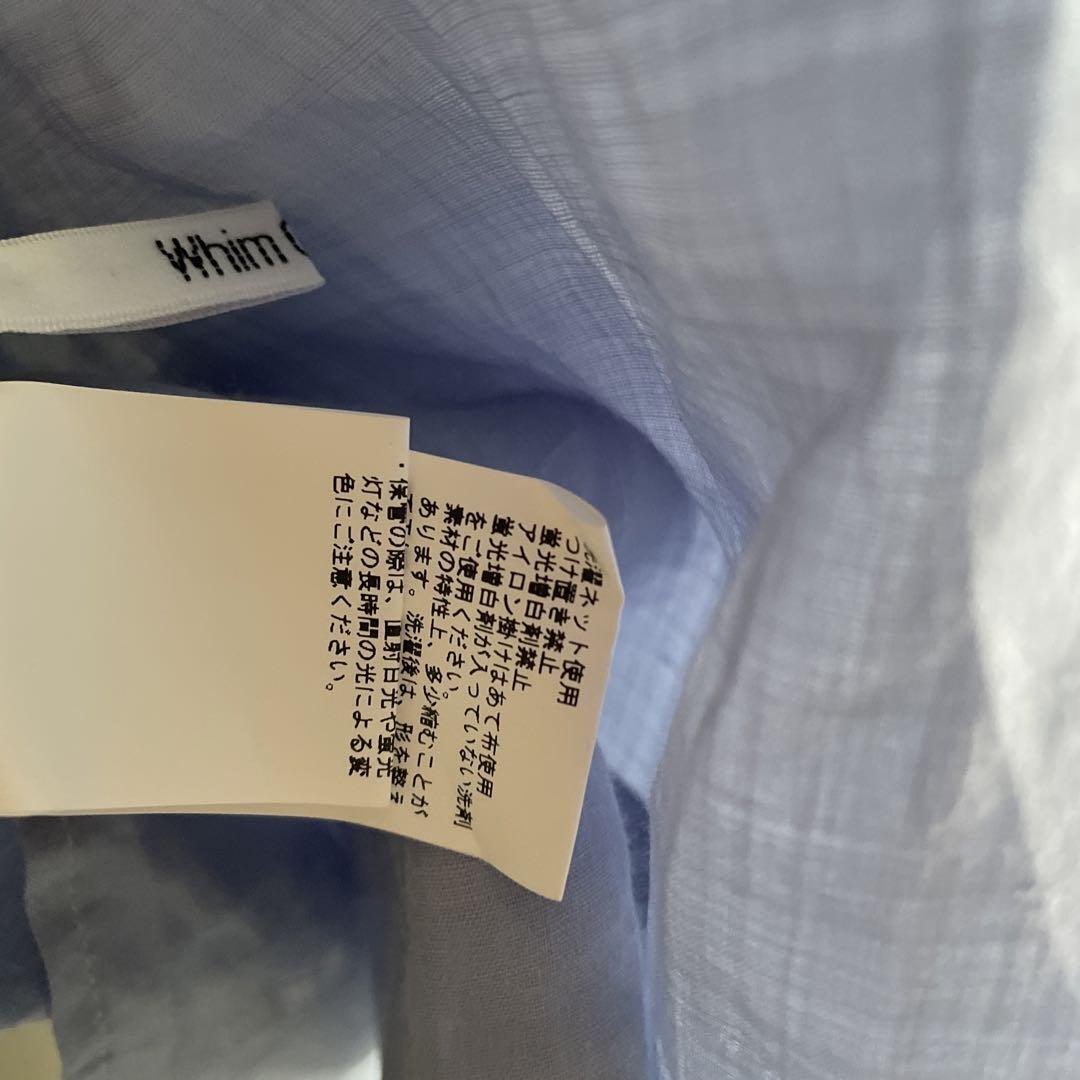 Whim
洗濯ネット使用
つけ置き禁止
蛍光増白剤禁止
アイロン掛けはあて布使用
蛍光増白剤が入っていない洗剤
をご使用ください。
素材の特性上、多少縮むことが
あります。洗濯後は、形を整え
・保管の際は、直射日光や蛍光
灯などの長時間の光による変
色にご注意ください。